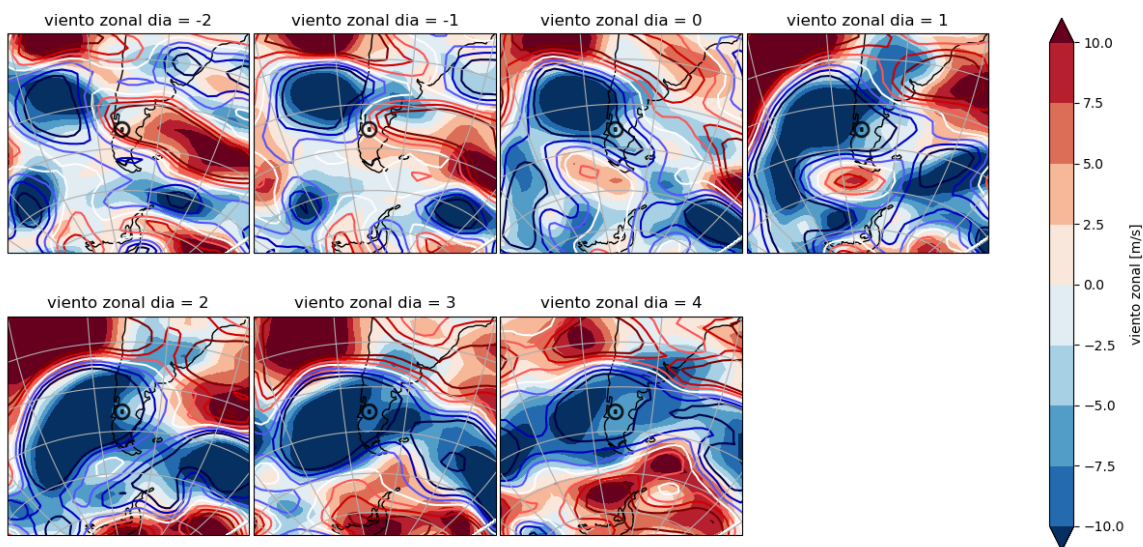 viento zonal dia = -2
viento zonal dia = -1
viento zonal dia = 0
viento zonal dia = 1
10.0
7.5
5.0
2.5
0.0
−2.5
−5.0
−7.5
−10.0
viento zonal [m/s]
viento zonal dia = 2
viento zonal dia = 3
viento zonal dia = 4